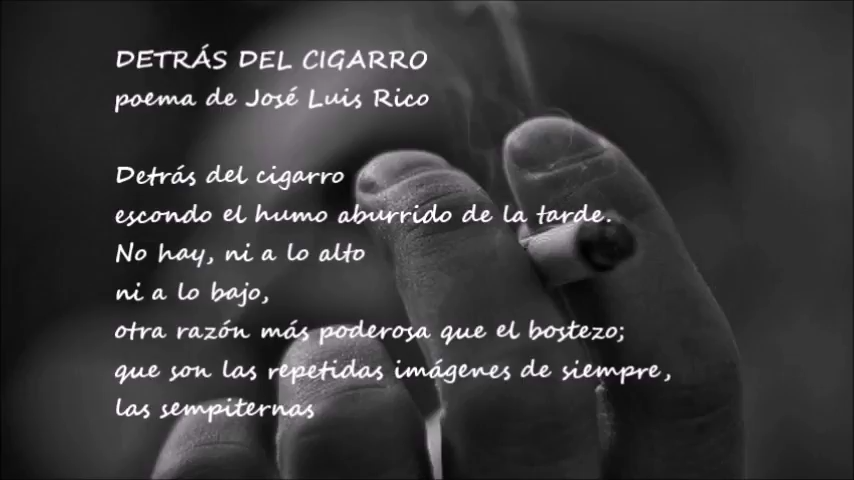 DETRÁS DEL CIGARRO
poema de José Luis Rico
Detrás del cigarro
escondo el humo aburrido de la tarde.
No hay, ni a lo alto
ni a lo bajo,
otra razón más poderosa que el bostezo;
que son las repetidas imágenes de siempre,
las sempiternas